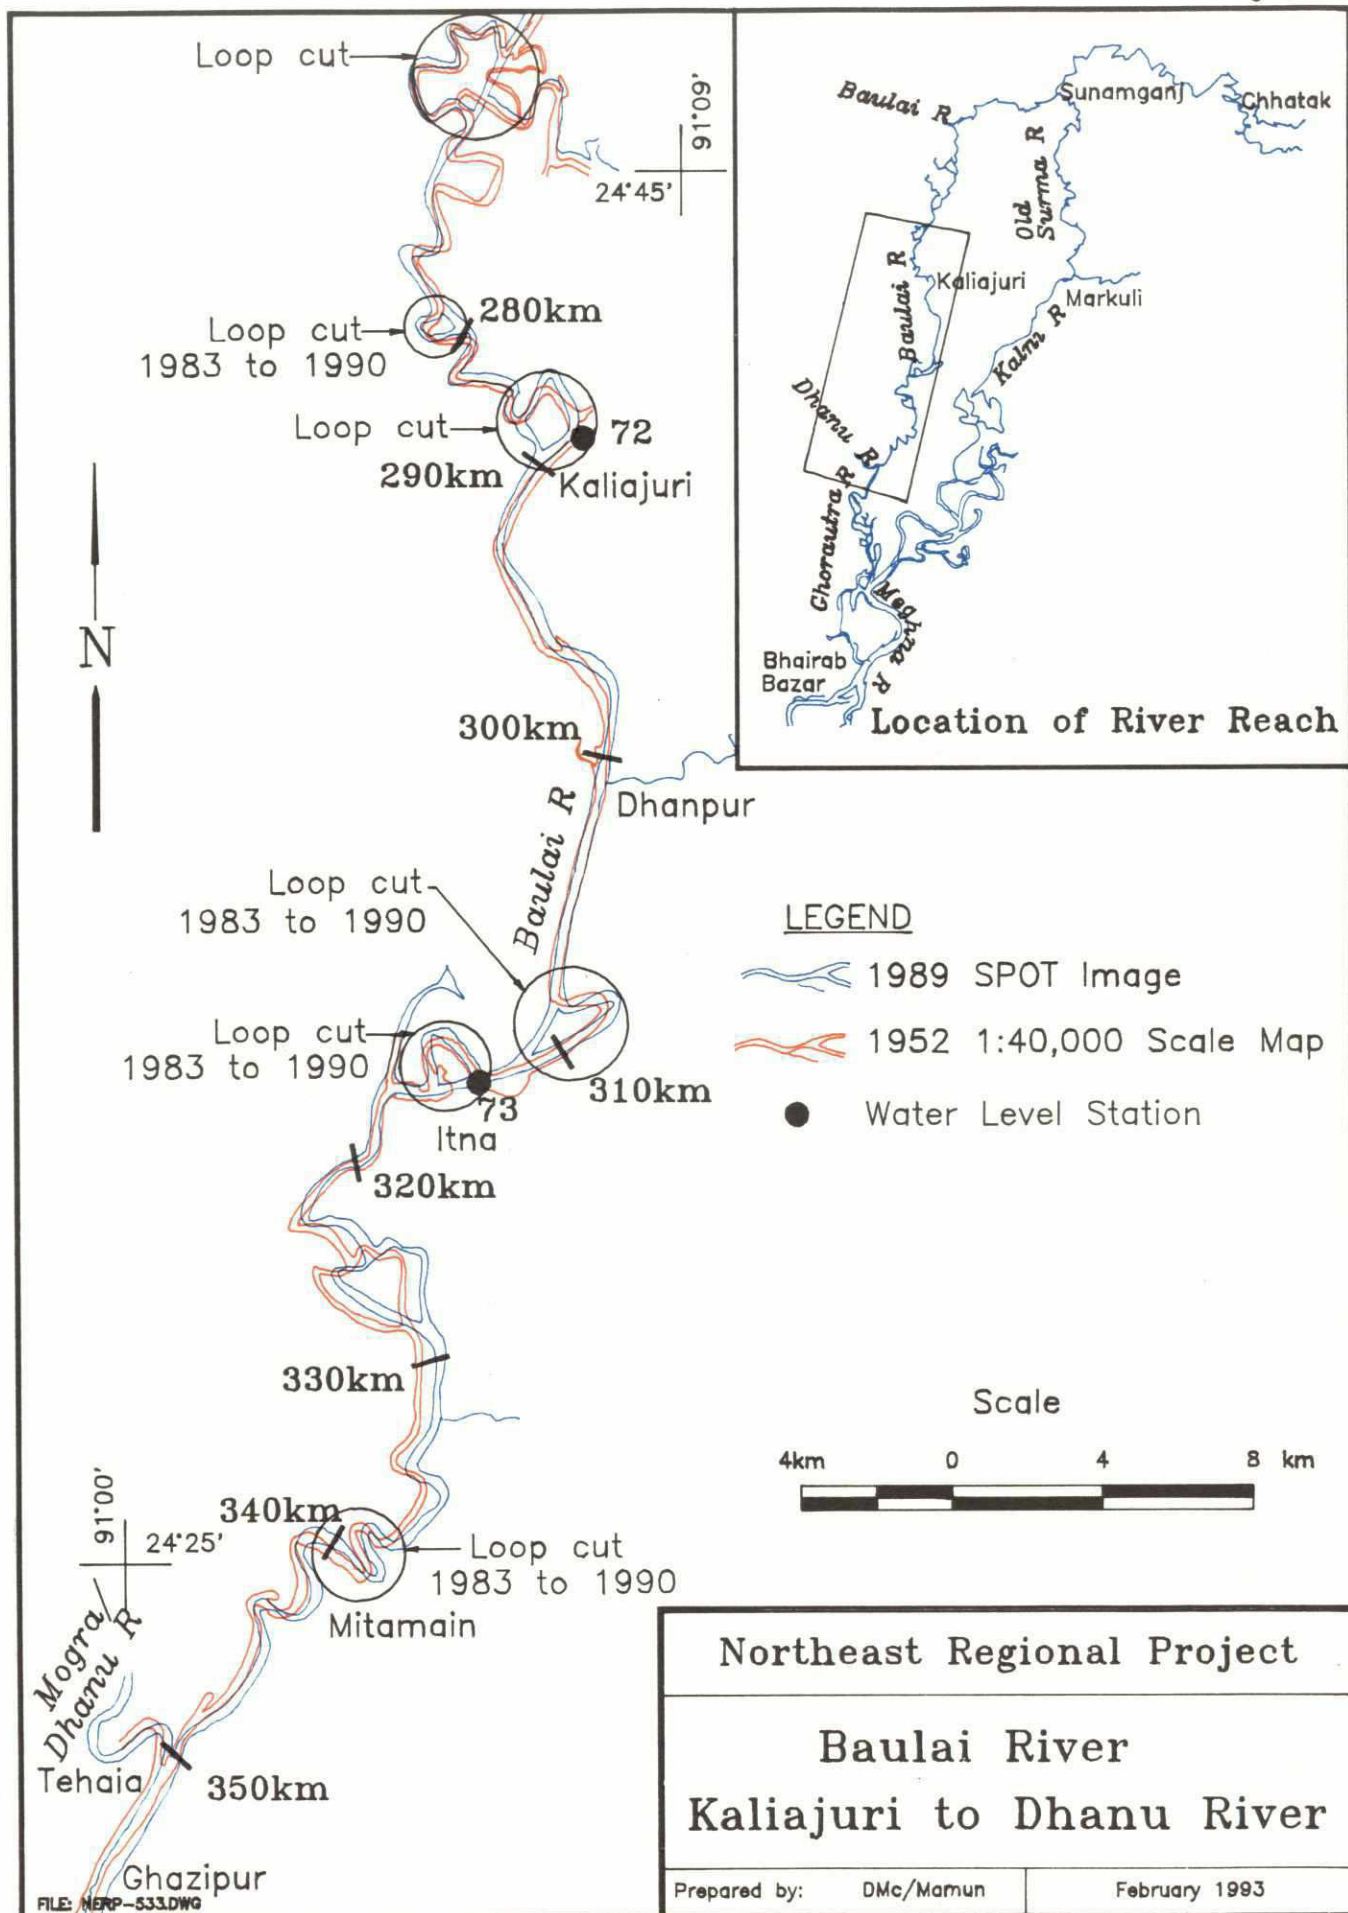 Loop cut
91°09'
24°45'
280km
Loop cut
1983 to 1990
Loop cut
72
290km
Kaliajuri
N
300km
Dhanpur
Baulai R
Loop cut
1983 to 1990
Loop cut
1983 to 1990
310km
73
Itna
320km
330km
91°00'
24°25'
340km
Loop cut
1983 to 1990
Mitamain
Mogra
Dhanu R
Tehaia
350km
Ghazipur
FILE: NERP-533.DWG
Baulai R
Sunamganj
Chhatak
Old
Surma R
Baulai R
Kaliajuri
Markuli
Kalni R
Dhanu R
Ghorautra R
Meghna R
Bhairab
Bazar
Location of River Reach
LEGEND
1989 SPOT Image
1952 1:40,000 Scale Map
Water Level Station
Scale
4km 0 4 8 km
Northeast Regional Project
Baulai River
Kaliajuri to Dhanu River
Prepared by: DMc/Mamun
February 1993